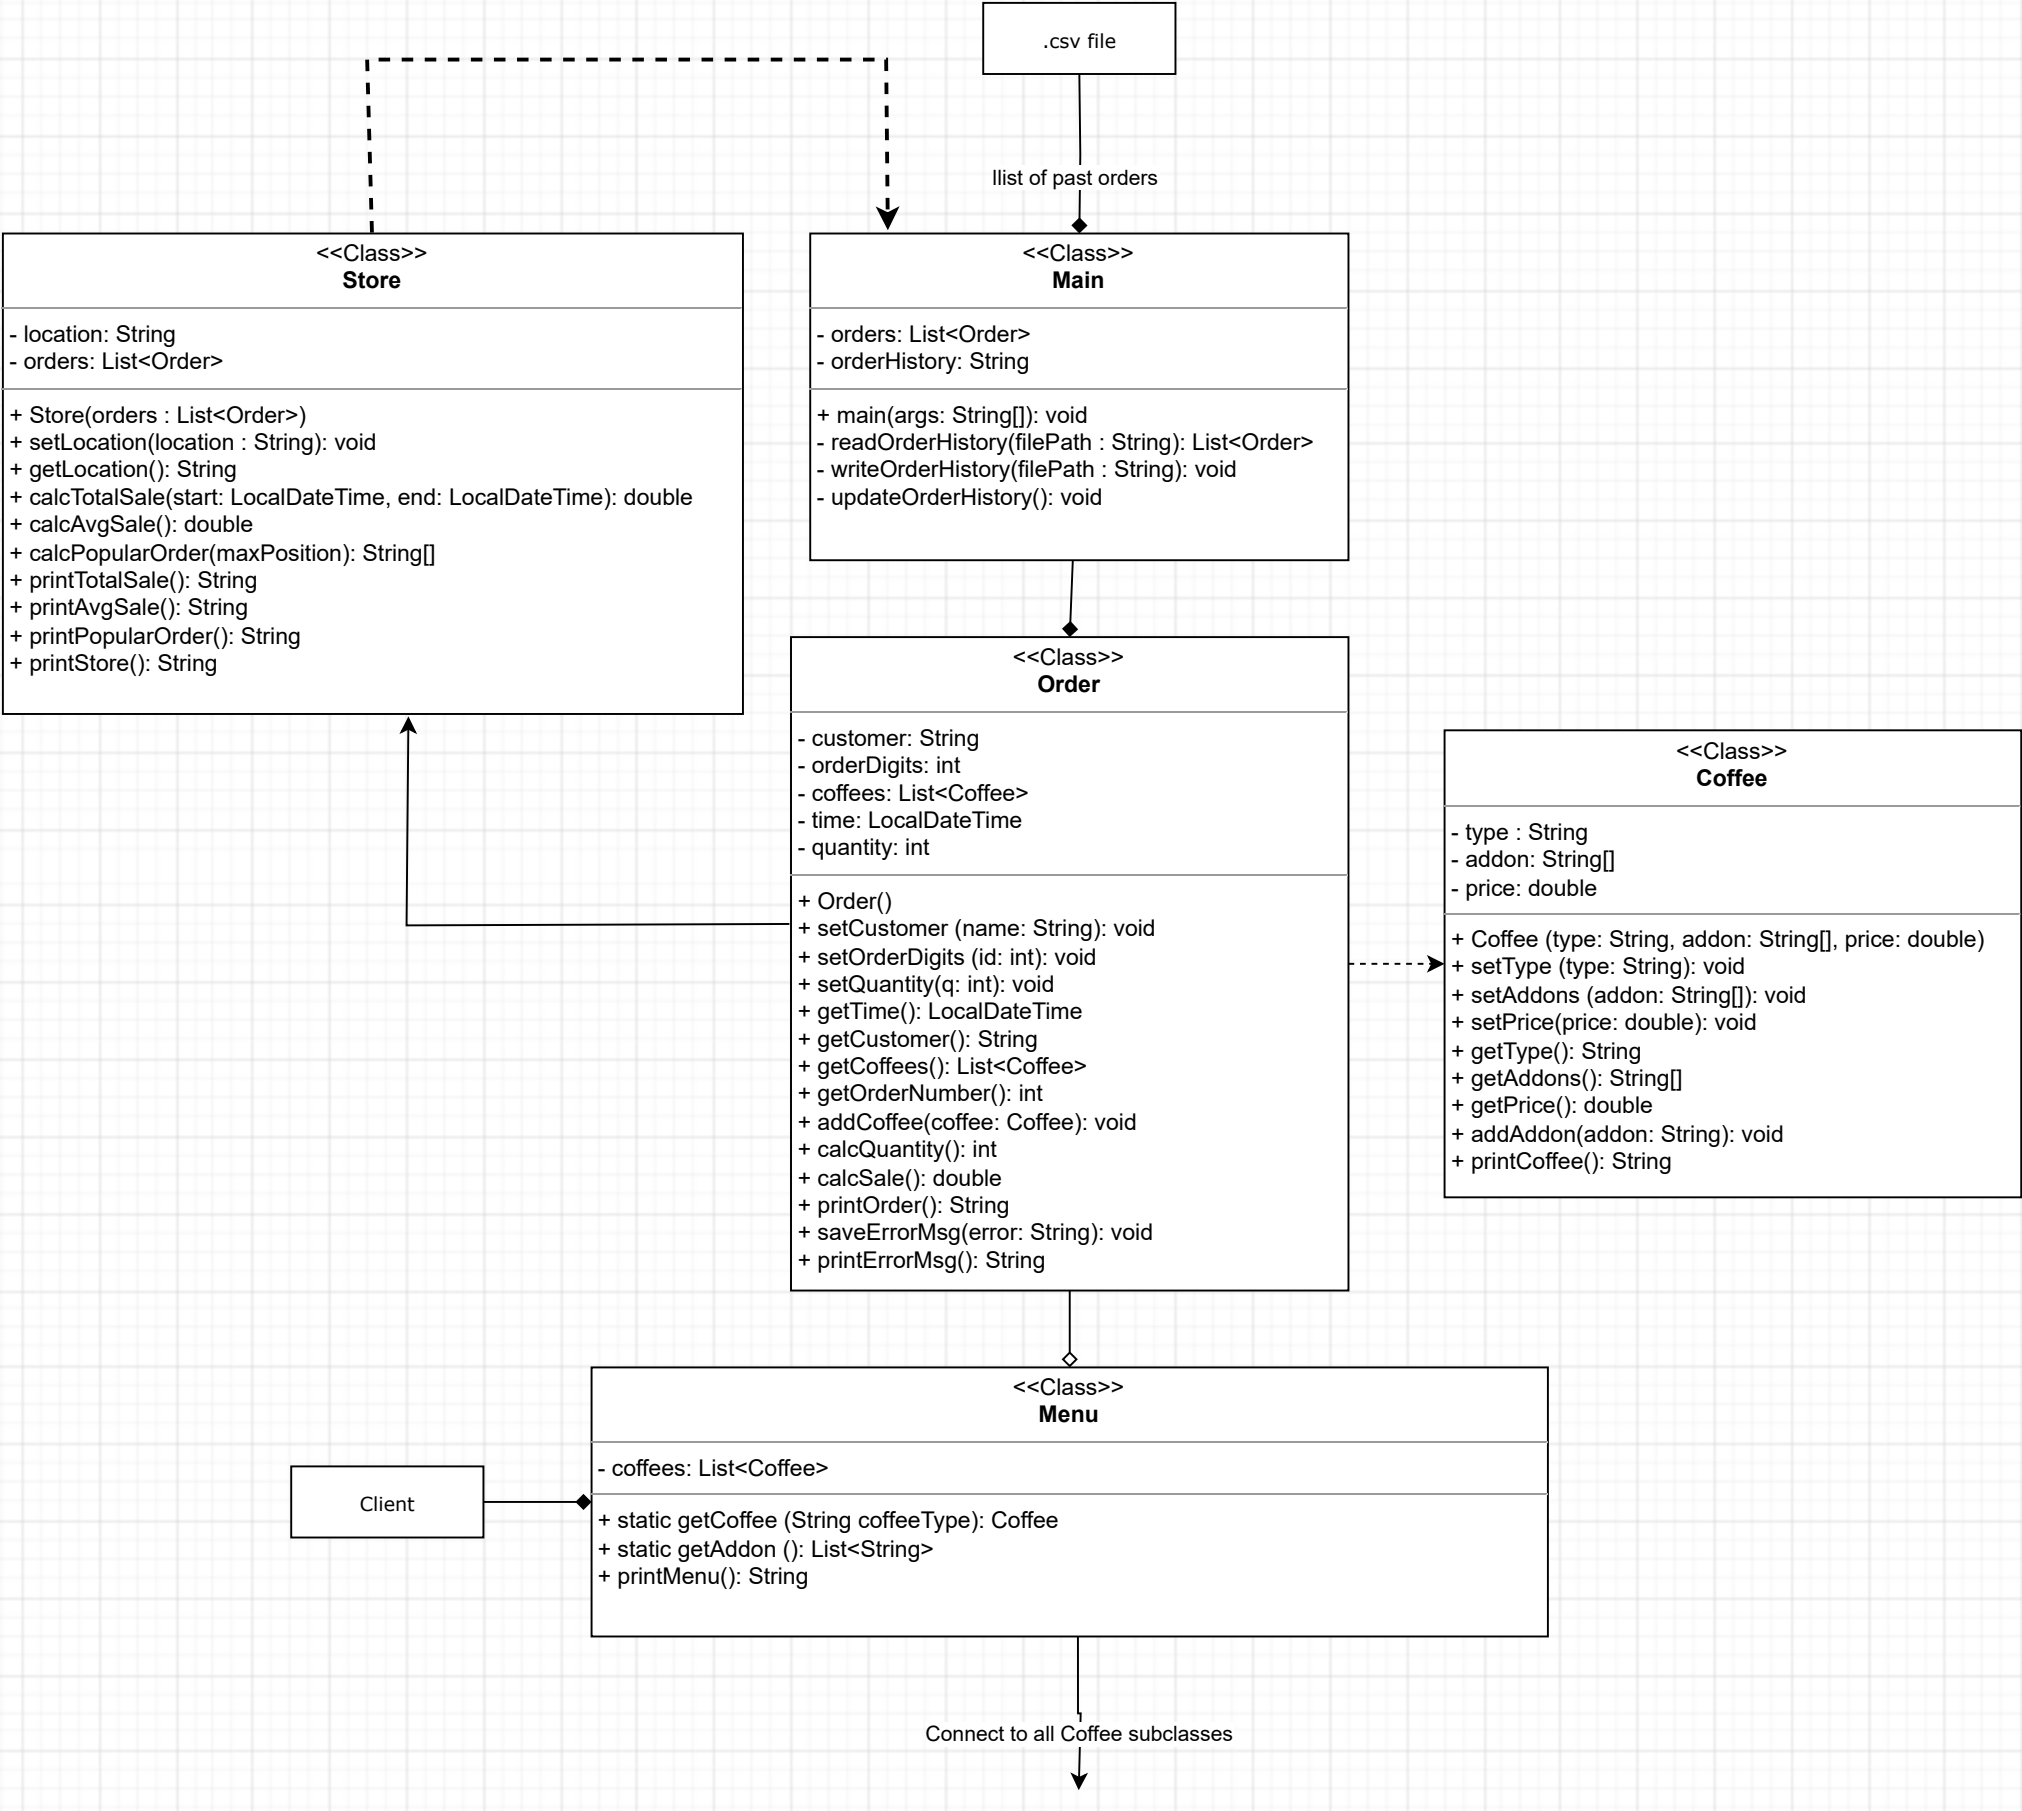 .csv file
llist of past orders
<<Class>>
Store
- location: String
- orders: List<Order>
+ Store(orders : List<Order>)
+ setLocation(location : String): void
+ getLocation(): String
+ calcTotalSale(start: LocalDateTime, end: LocalDateTime): double
+ calcAvgSale(): double
+ calcPopularOrder(maxPosition): String[]
+ printTotalSale(): String
+ printAvgSale(): String
+ printPopularOrder(): String
+ printStore(): String
<<Class>>
Main
- orders: List<Order>
- orderHistory: String
+ main(args: String[]): void
- readOrderHistory(filePath : String): List<Order>
- writeOrderHistory(filePath : String): void
- updateOrderHistory(): void
<<Class>>
Order
- customer: String
- orderDigits: int
- coffees: List<Coffee>
- time: LocalDateTime
- quantity: int
+ Order()
+ setCustomer (name: String): void
+ setOrderDigits (id: int): void
+ setQuantity(q: int): void
+ getTime(): LocalDateTime
+ getCustomer(): String
+ getCoffees(): List<Coffee>
+ getOrderNumber(): int
+ addCoffee(coffee: Coffee): void
+ calcQuantity(): int
+ calcSale(): double
+ printOrder(): String
+ saveErrorMsg(error: String): void
+ printErrorMsg(): String
<<Class>>
Coffee
- type : String
- addon: String[]
- price: double
+ Coffee (type: String, addon: String[], price: double)
+ setType (type: String): void
+ setAddons (addon: String[]): void
+ setPrice(price: double): void
+ getType(): String
+ getAddons(): String[]
+ getPrice(): double
+ addAddon(addon: String): void
+ printCoffee(): String
<<Class>>
Menu
- coffees: List<Coffee>
+ static getCoffee (String coffeeType): Coffee
+ static getAddon (): List<String>
+ printMenu(): String
Client
Connect to all Coffee subclasses